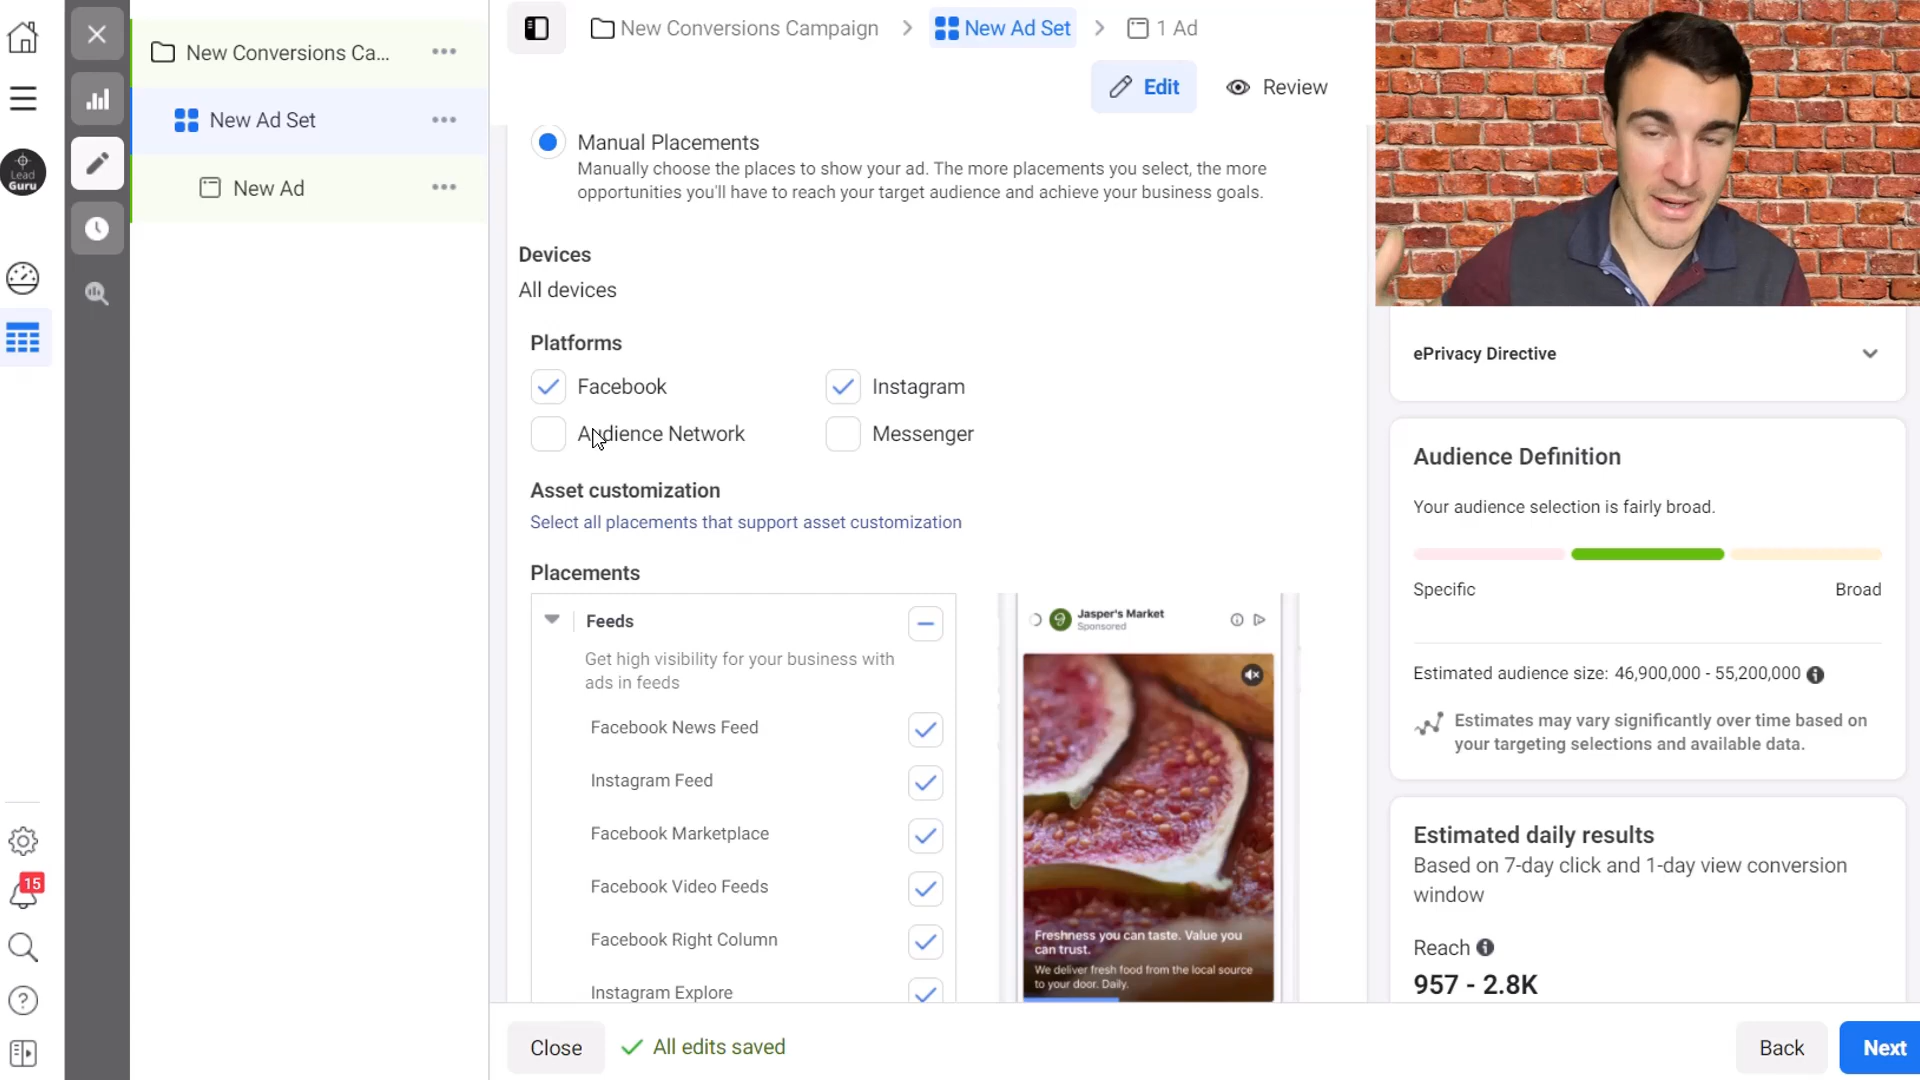 New Conversions Ca...
New Ad Set
New Ad
Lead
Guru
15
New Conversions Campaign
New Ad Set
1 Ad
Edit
Review
Manual Placements
Manually choose the places to show your ad. The more placements you select, the more
opportunities you'll have to reach your target audience and achieve your business goals.
Devices
All devices
Platforms
Facebook
Instagram
Audience Network
Messenger
Asset customization
Select all placements that support asset customization
Placements
Feeds
Get high visibility for your business with
ads in feeds
Facebook News Feed
Instagram Feed
Facebook Marketplace
Facebook Video Feeds
Facebook Right Column
Instagram Explore
Jasper's Market
Sponsored
Freshness you can taste. Value you
can trust.
We deliver fresh food from the local source
to your door. Daily.
ePrivacy Directive
Audience Definition
Your audience selection is fairly broad.
Specific
Broad
Estimated audience size: 46,900,000 - 55,200,000
Estimates may vary significantly over time based on
your targeting selections and available data.
Estimated daily results
Based on 7-day click and 1-day view conversion
window
Reach
957 - 2.8K
Close
All edits saved
Back
Next